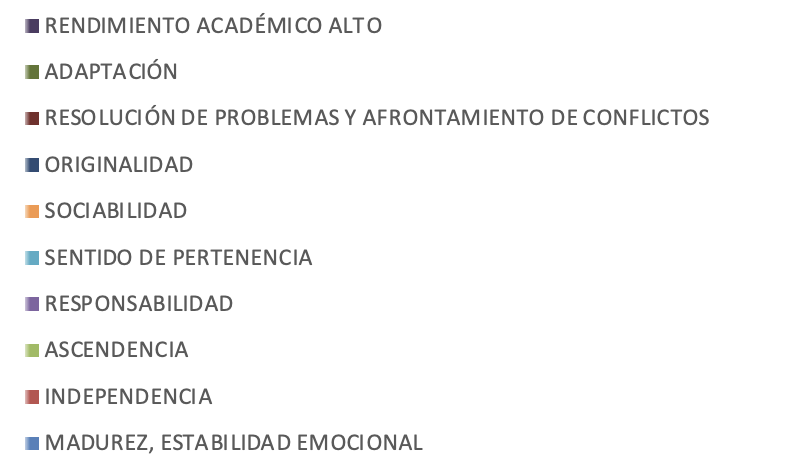 RENDIMIENTO ACADÉMICO ALTO
ADAPTACIÓN
RESOLUCIÓN DE PROBLEMAS Y AFRONTAMIENTO DE CONFLICTOS
ORIGINALIDAD
SOCIABILIDAD
SENTIDO DE PERTENENCIA
RESPONSABILIDAD
ASCENDENCIA
INDEPENDENCIA
MADUREZ, ESTABILIDAD EMOCIONAL